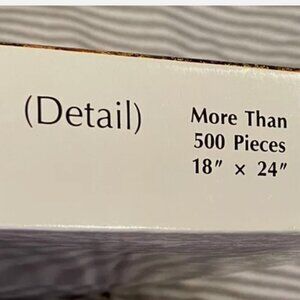 (Detail)
More Than
500 Pieces
18″ × 24″